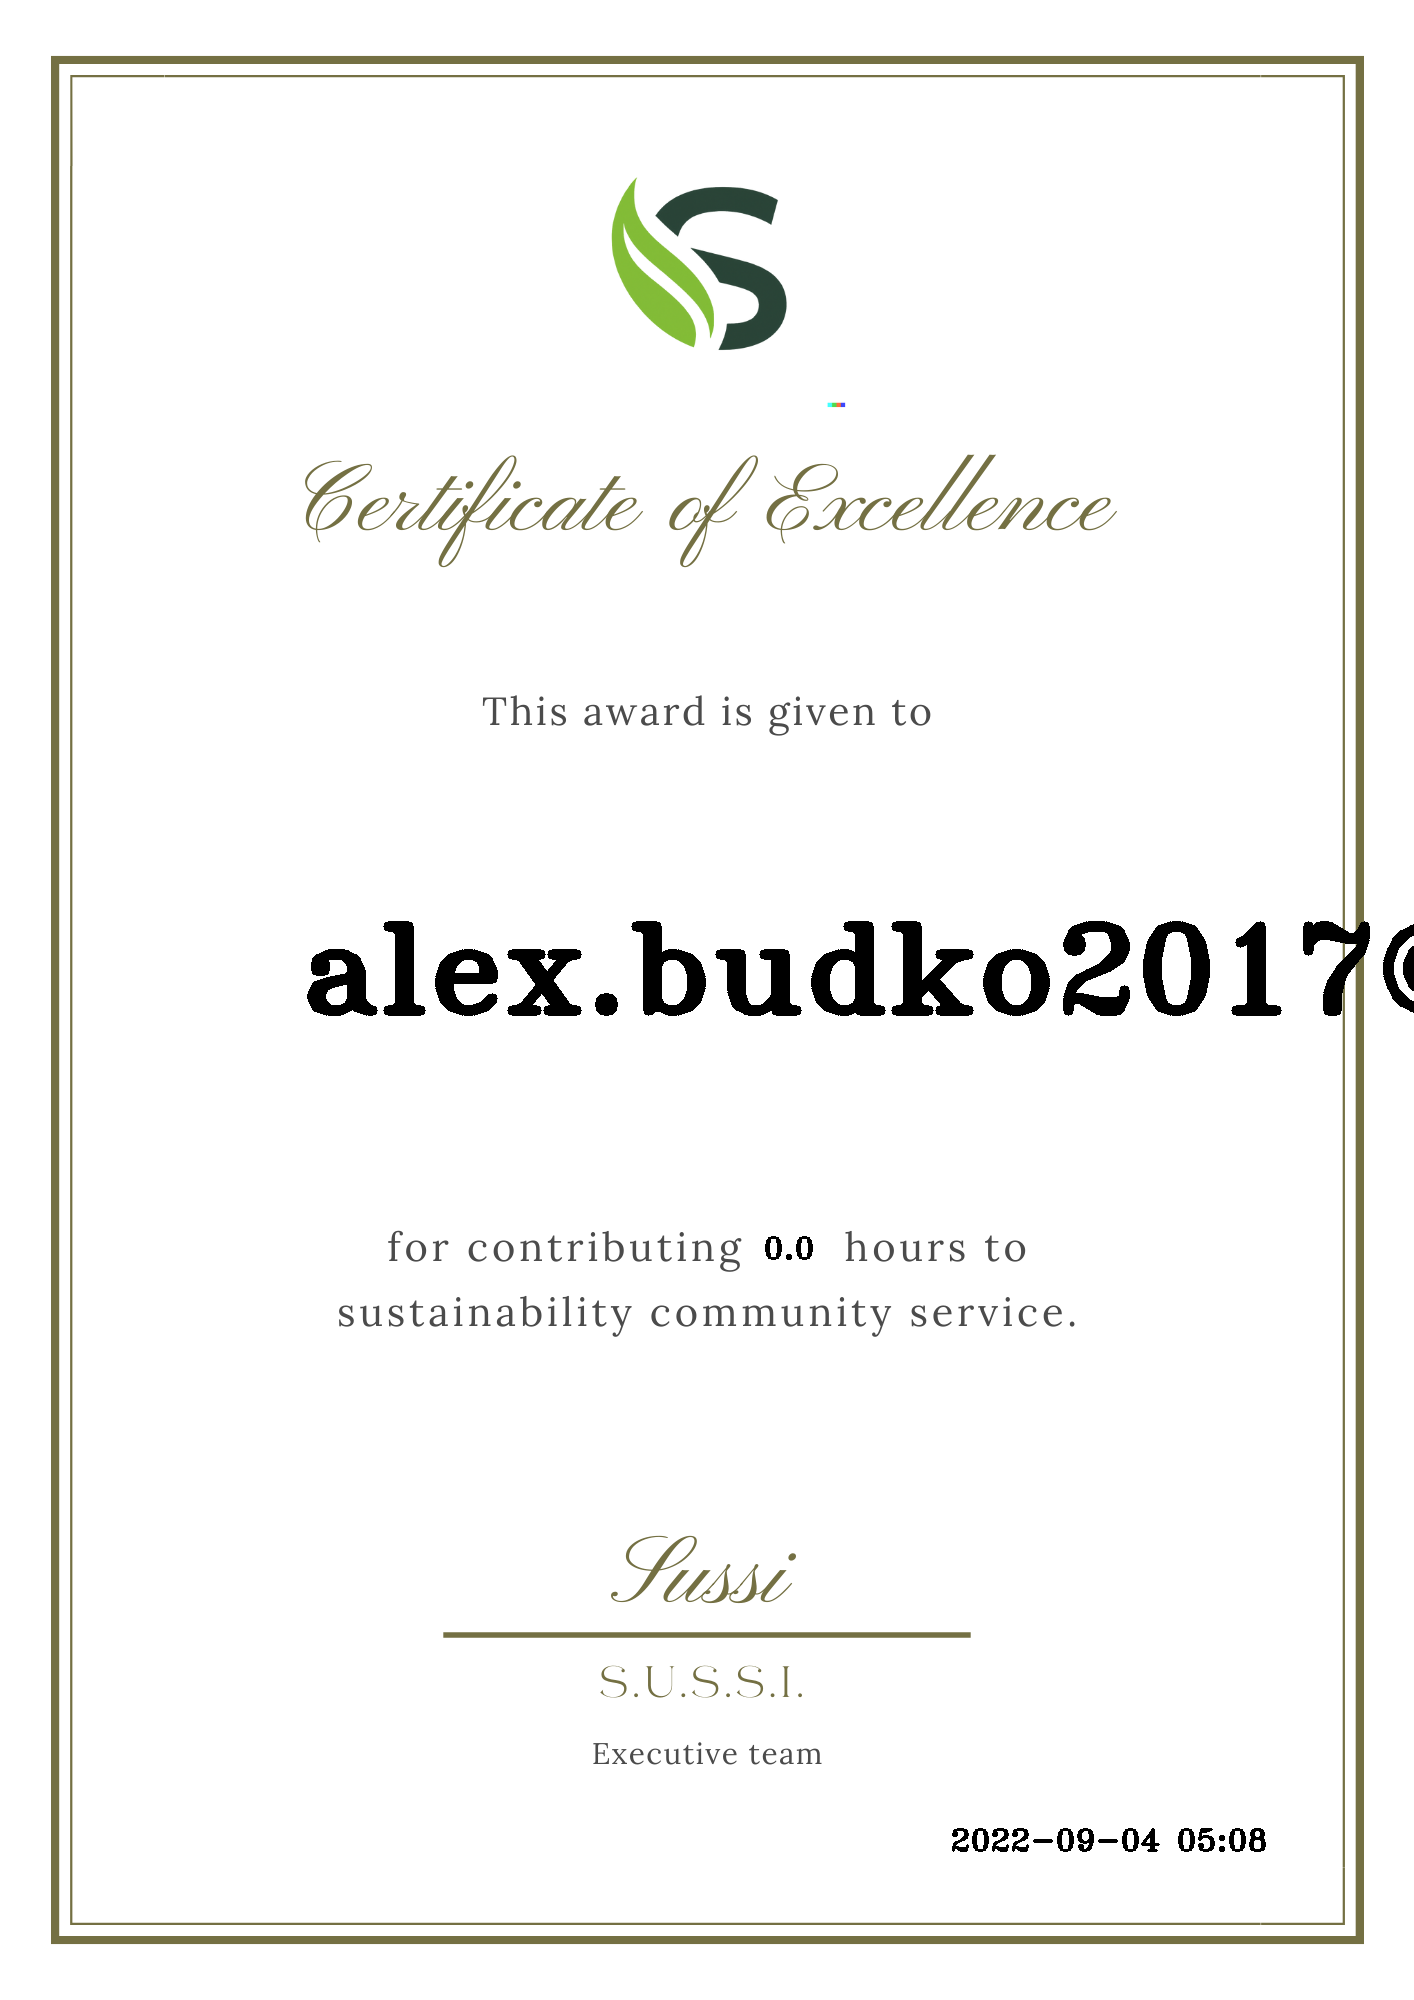 Certificate of Excellence
This award is given to
alex.budko2017@
for contributing 0.0 hours to
sustainability community service.
Sussi
S.U.S.S.I.
Executive team
2022-09-04 05:08